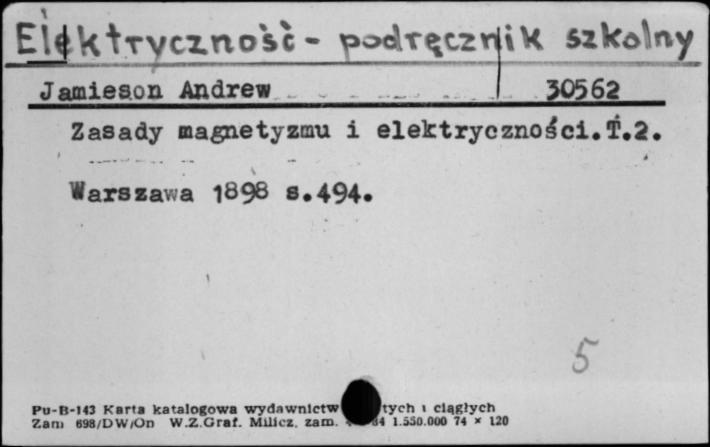 Elektryczność - podręcznik szkolny
Jamieson Andrew 30562
Zasady magnetyzmu i elektryczności.T.2.
Warszawa 1898 s.494.
5
Pu-B-143 Karta katalogowa wydawnictw tych i ciągłych
Zam 698/DW/On W.Z.Graf. Milicz, zam. 84 1.550.000 74 × 120